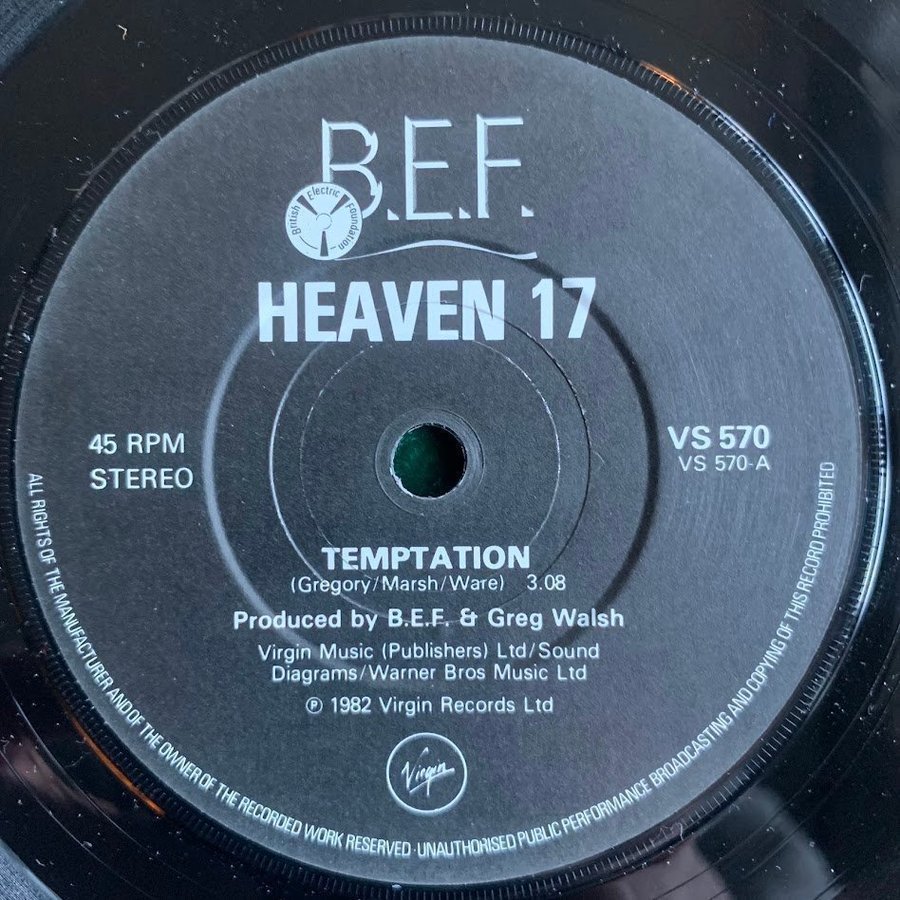 B.E.F.
British Electric Foundation
HEAVEN 17
45 RPM
STEREO
VS 570
VS 570-A
TEMPTATION
(Gregory/Marsh/Ware) 3.08
Produced by B.E.F. & Greg Walsh
Virgin Music (Publishers) Ltd/Sound
Diagrams/Warner Bros Music Ltd
℗ 1982 Virgin Records Ltd
Virgin
ALL RIGHTS OF THE MANUFACTURER AND OF THE OWNER OF THE RECORDED WORK RESERVED · UNAUTHORISED PUBLIC PERFORMANCE BROADCASTING AND COPYING OF THIS RECORD PROHIBITED